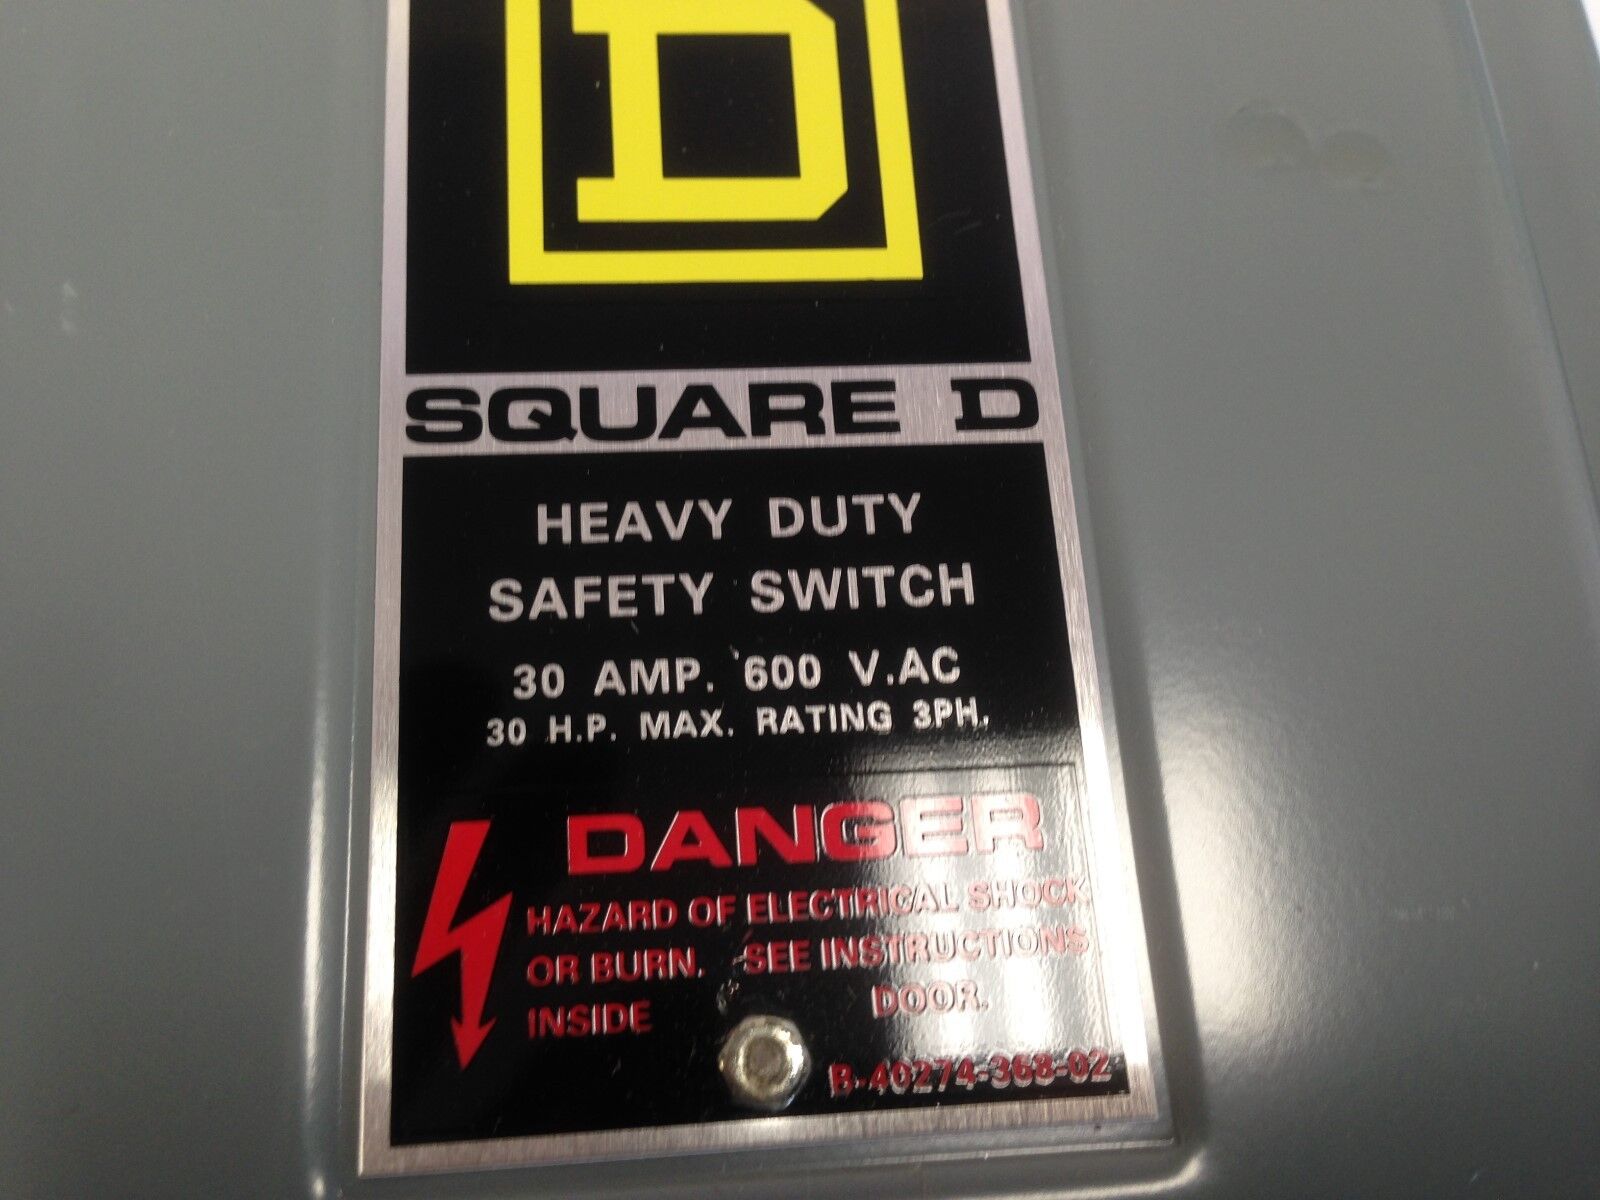 D
SQUARE D
HEAVY DUTY
SAFETY SWITCH
30 AMP. 600 V.AC
30 H.P. MAX. RATING 3PH.
DANGER
HAZARD OF ELECTRICAL SHOCK
OR BURN. SEE INSTRUCTIONS
INSIDE DOOR.
B-40274-368-02